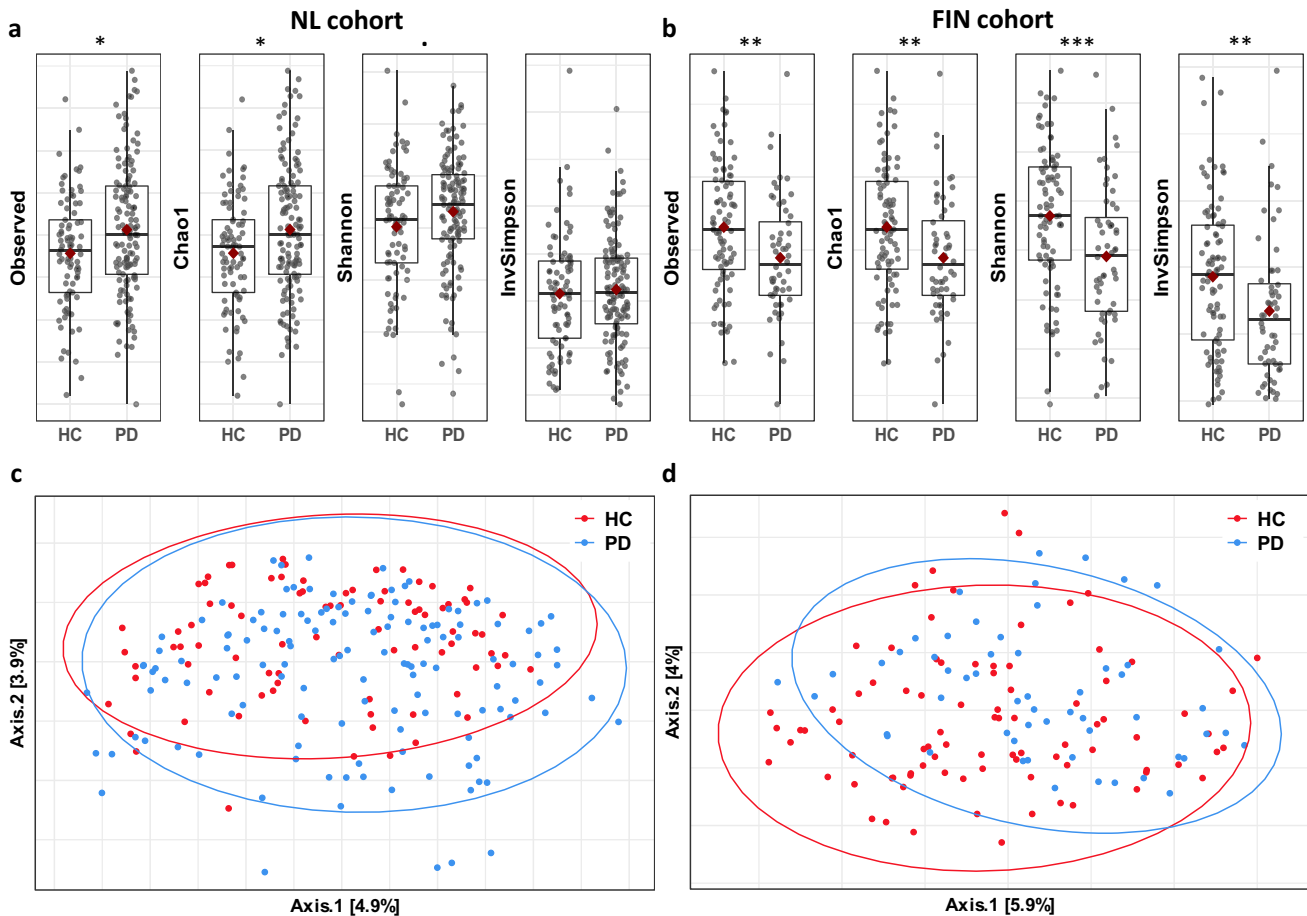 a
NL cohort
b
FIN cohort
* * . ** ** *** **
Observed
Chao1
Shannon
InvSimpson
Observed
Chao1
Shannon
InvSimpson
HC PD HC PD HC PD HC PD HC PD HC PD HC PD HC PD
c
d
HC
PD
HC
PD
Axis.2 [3.9%]
Axis.2 [4%]
Axis.1 [4.9%]
Axis.1 [5.9%]